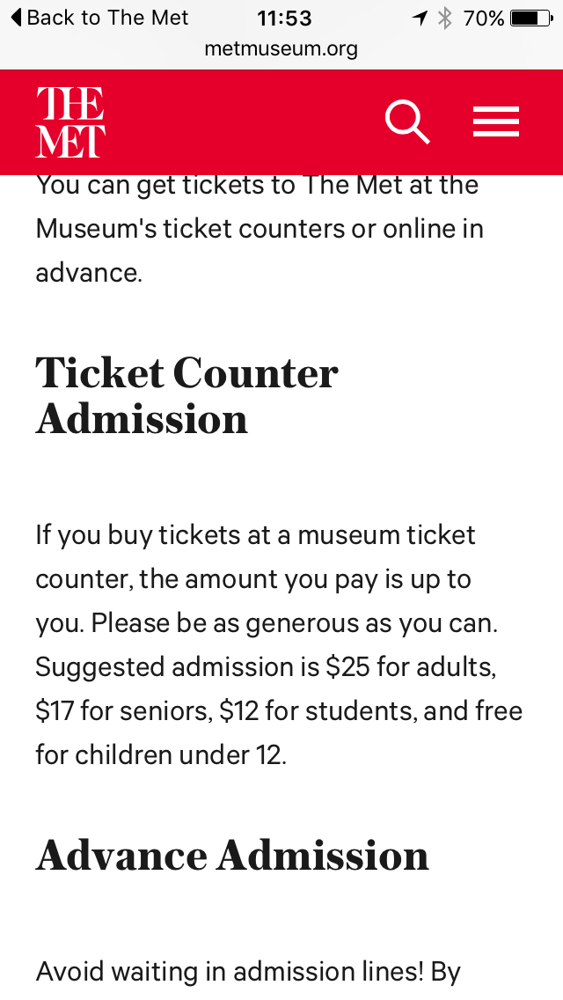 Back to The Met 11:53 70%
metmuseum.org
THE
MET
You can get tickets to The Met at the
Museum's ticket counters or online in
advance.
Ticket Counter
Admission
If you buy tickets at a museum ticket
counter, the amount you pay is up to
you. Please be as generous as you can.
Suggested admission is $25 for adults,
$17 for seniors, $12 for students, and free
for children under 12.
Advance Admission
Avoid waiting in admission lines! By